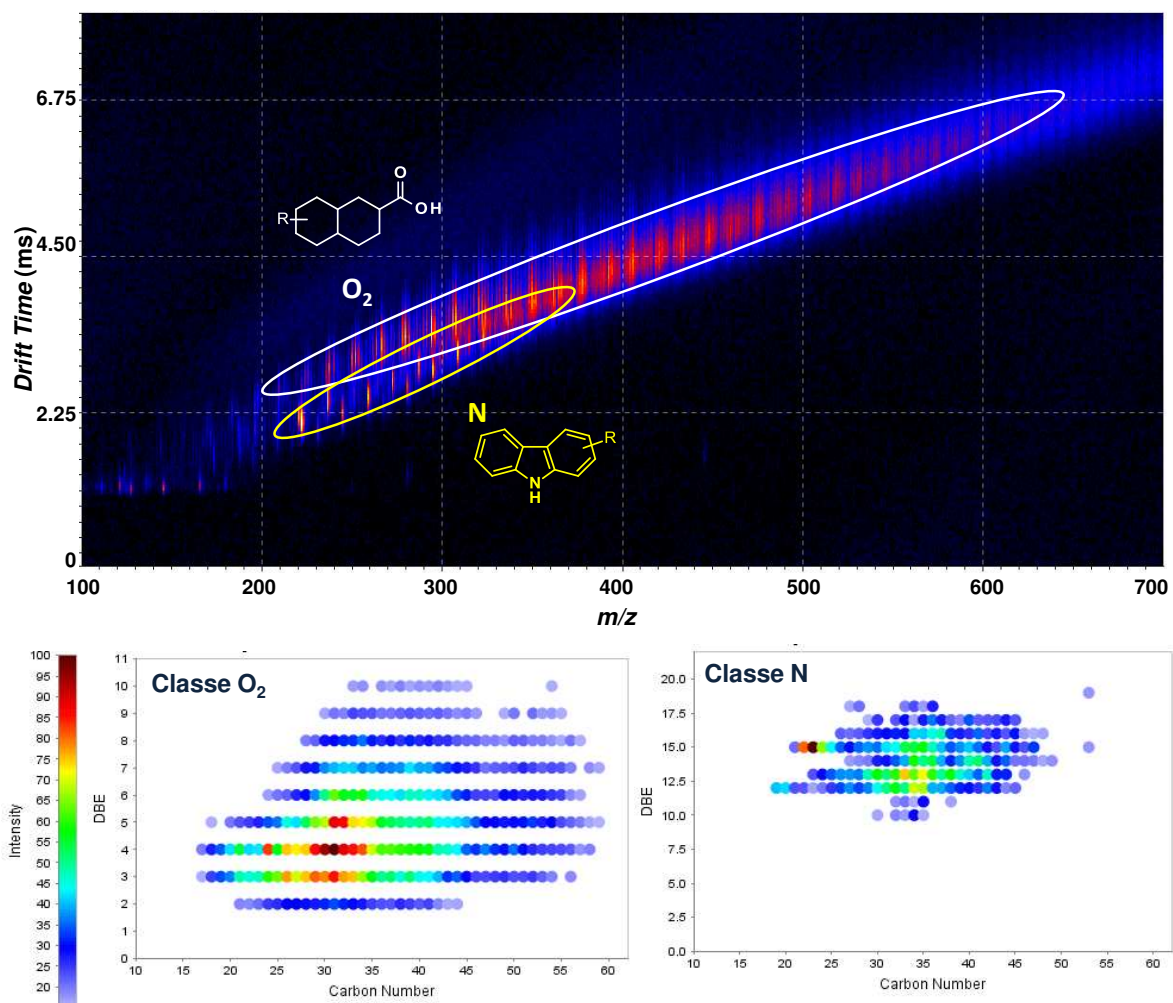 Drift Time (ms)
6.75
4.50
2.25
0
O
OH
R
O2
N
R
N
H
100
200
300
400
500
600
700
m/z
Classe O2
Intensity
100
95
90
85
80
75
70
65
60
55
50
45
40
35
30
25
20
DBE
11
10
9
8
7
6
5
4
3
2
1
0
10 15 20 25 30 35 40 45 50 55 60
Carbon Number
Classe N
DBE
20.0
17.5
15.0
12.5
10.0
7.5
5.0
2.5
0.0
10 15 20 25 30 35 40 45 50 55 60
Carbon Number